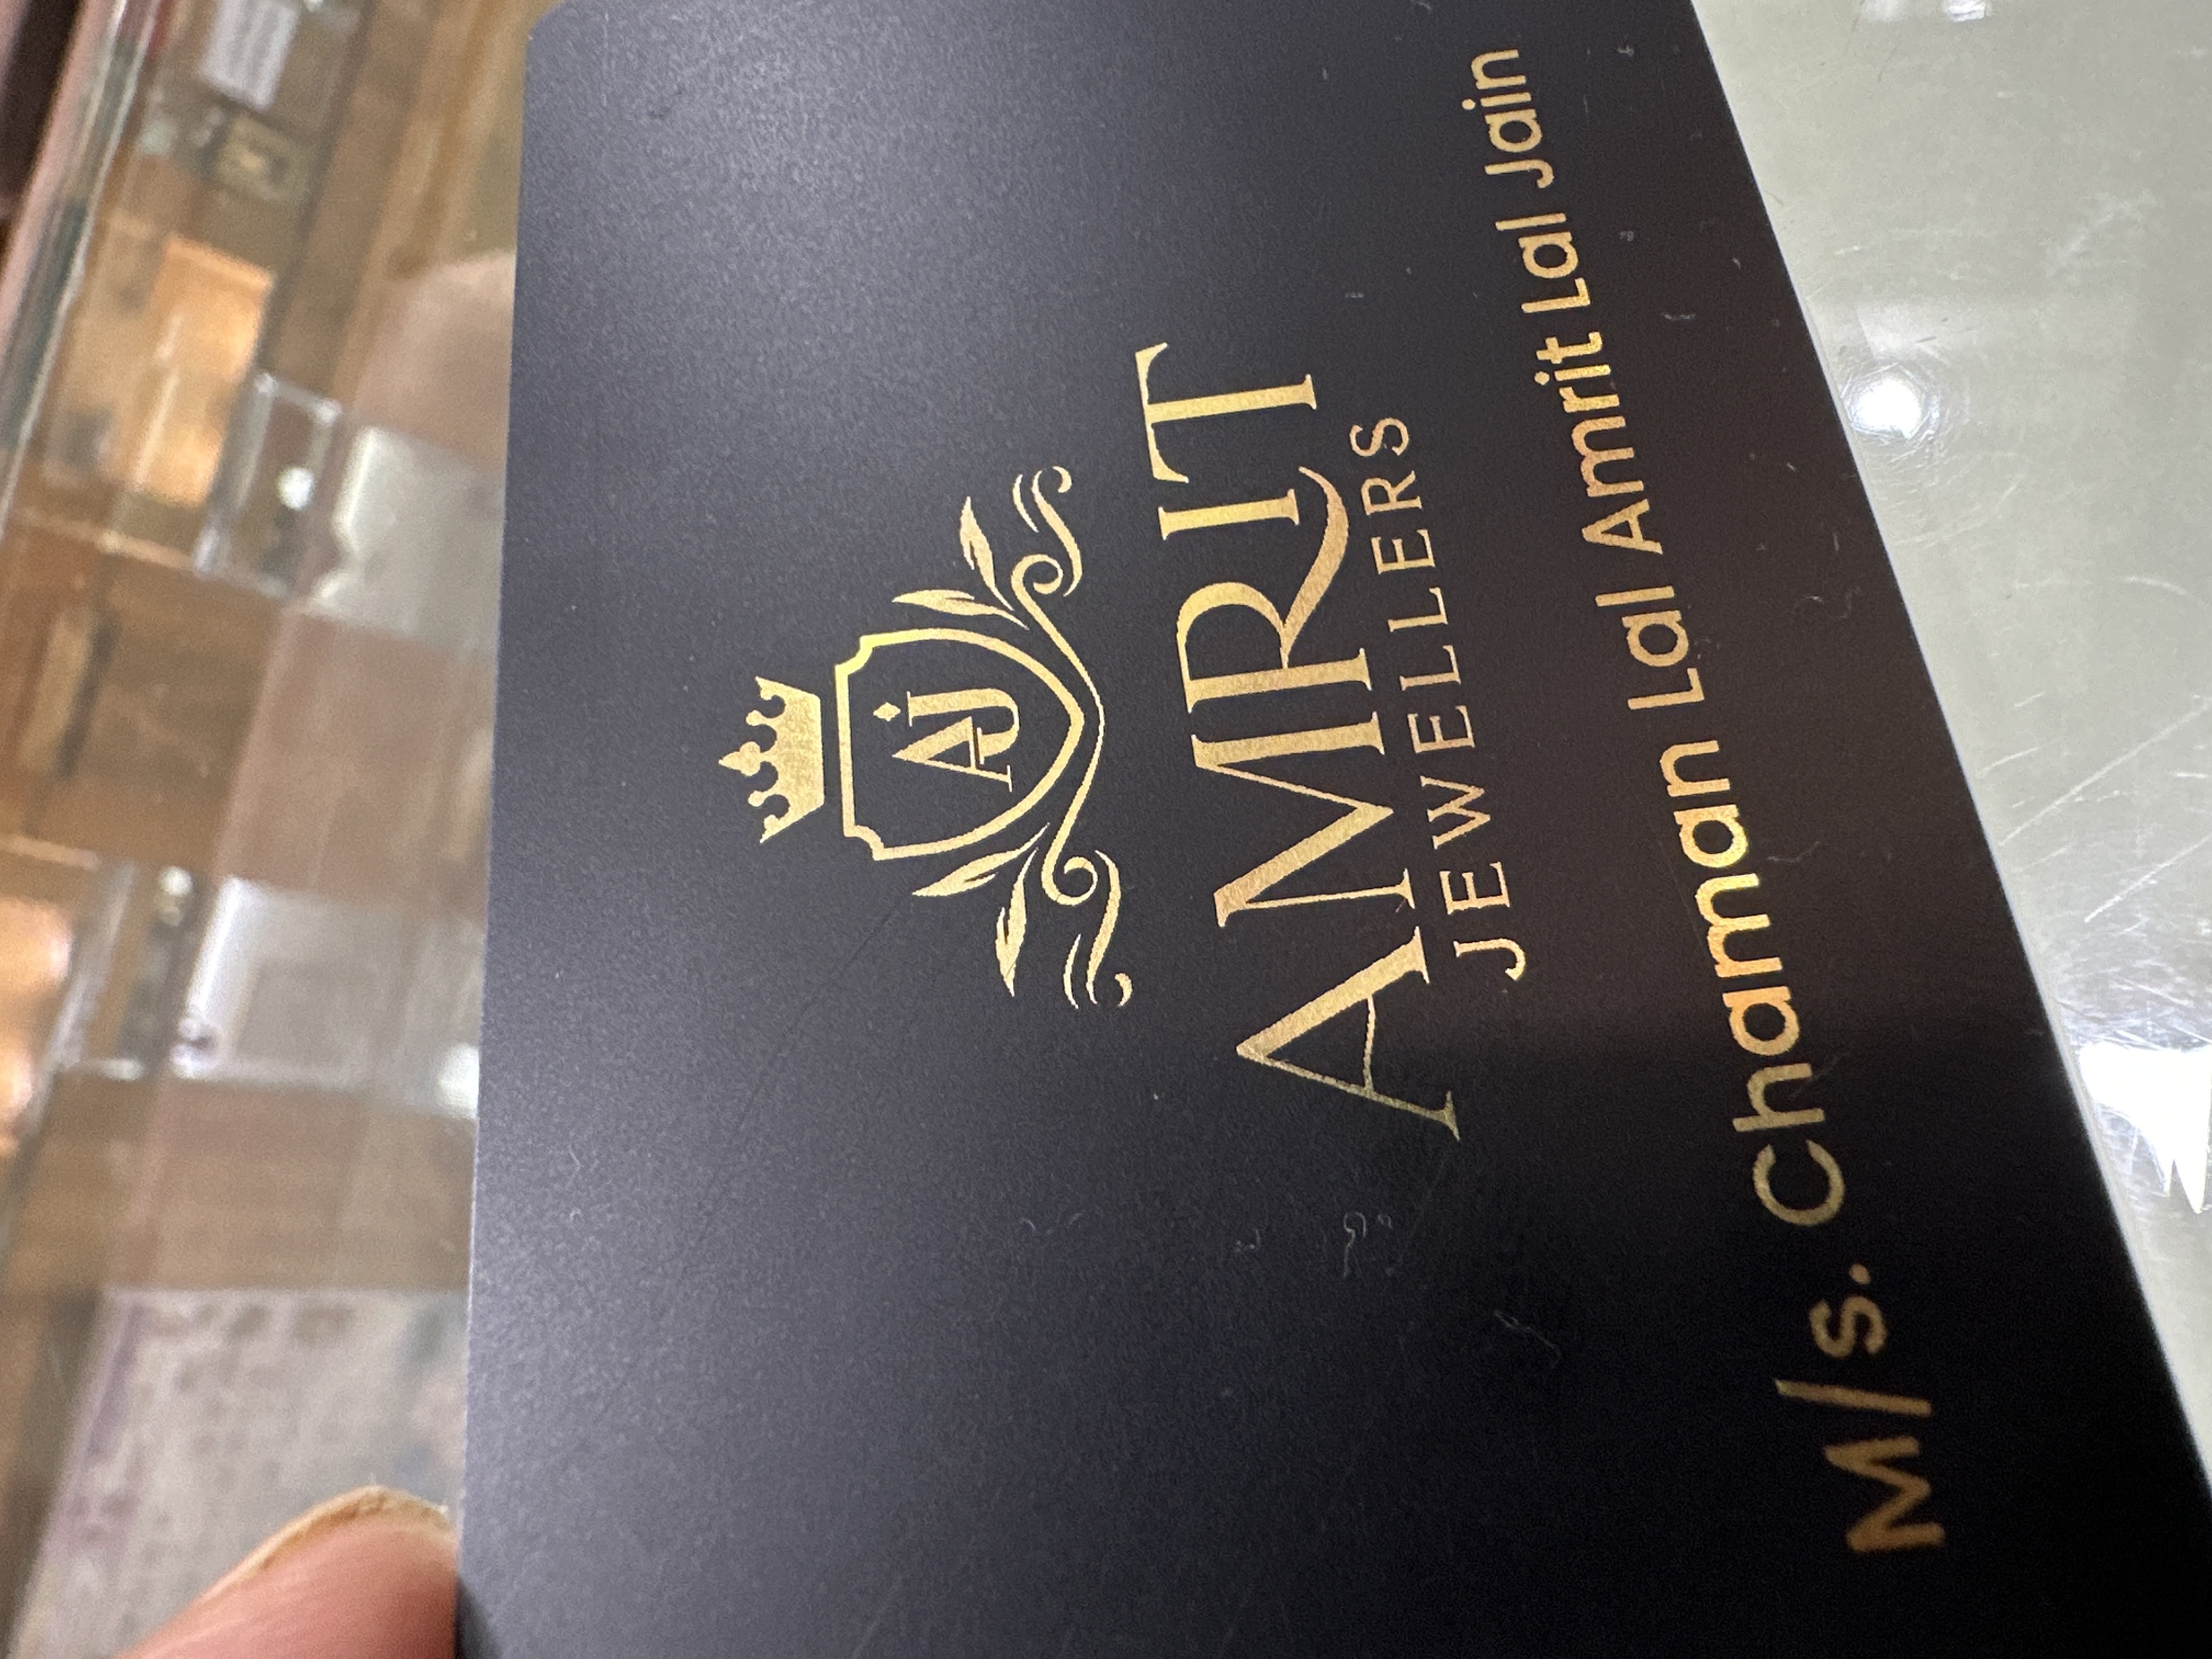 AJ
AMRIT
JEWELLERS
M/s. Chaman Lal Amrit Lal Jain